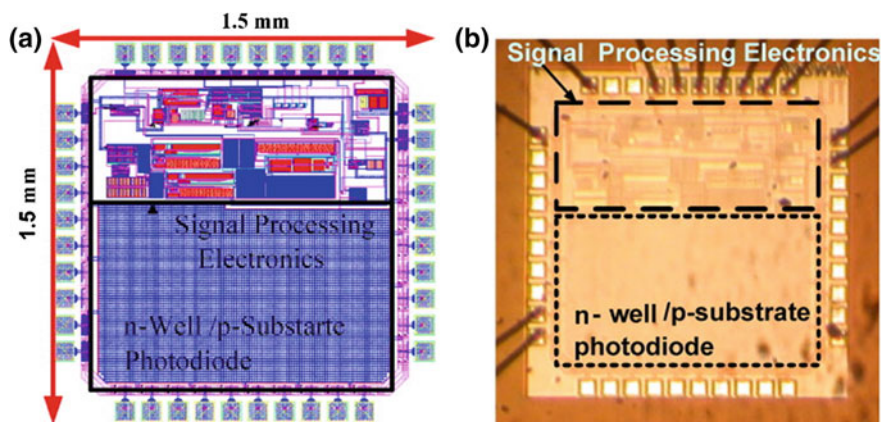 (a)
1.5 mm
1.5 mm
Signal Processing
Electronics
n-Well /p-Substarte
Photodiode
(b)
Signal Processing Electronics
n- well /p-substrate
photodiode